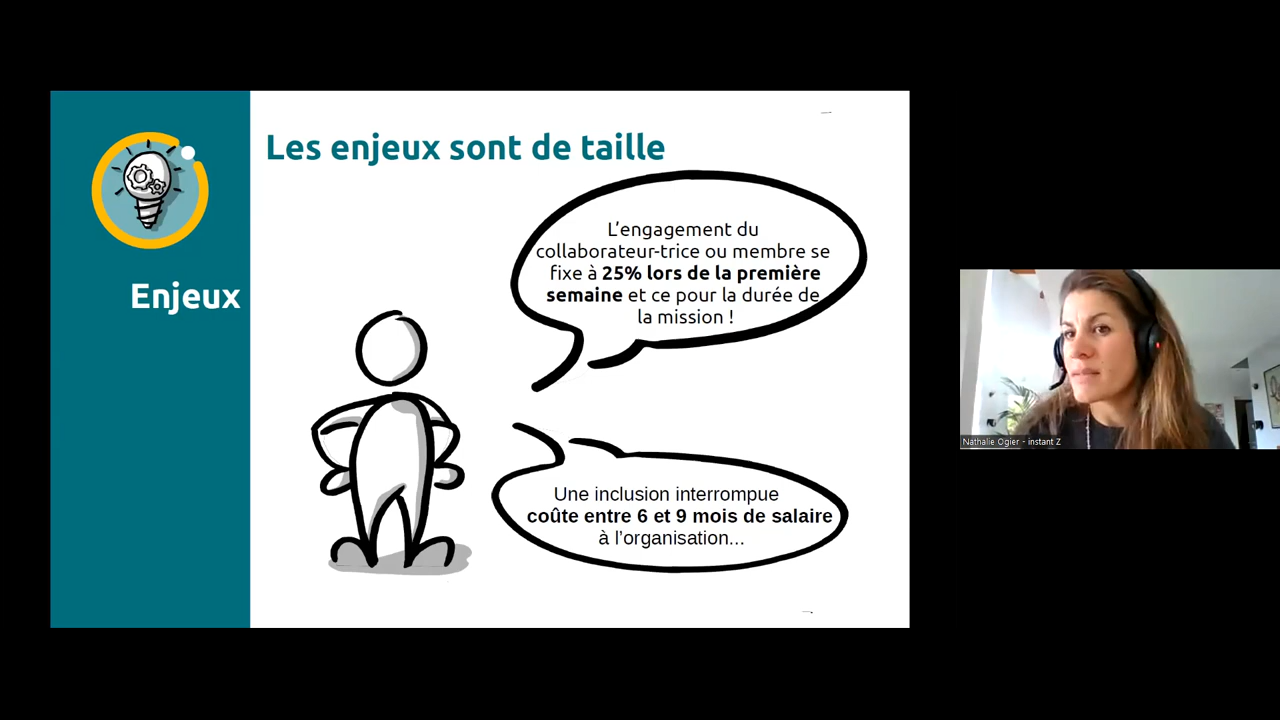 Les enjeux sont de taille
Enjeux
L'engagement du
collaborateur-trice ou membre se
fixe à 25% lors de la première
semaine et ce pour la durée de
la mission !
Une inclusion interrompue
coûte entre 6 et 9 mois de salaire
à l'organisation...
Nathalie Ogier - instant Z